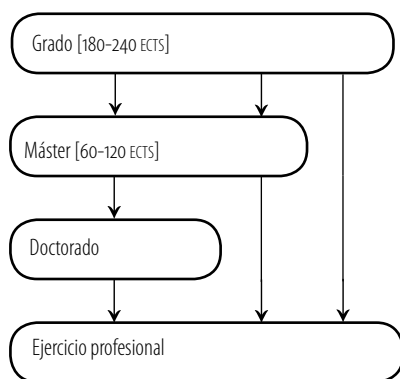 Grado [180-240 ECTS]
Máster [60-120 ECTS]
Doctorado
Ejercicio profesional